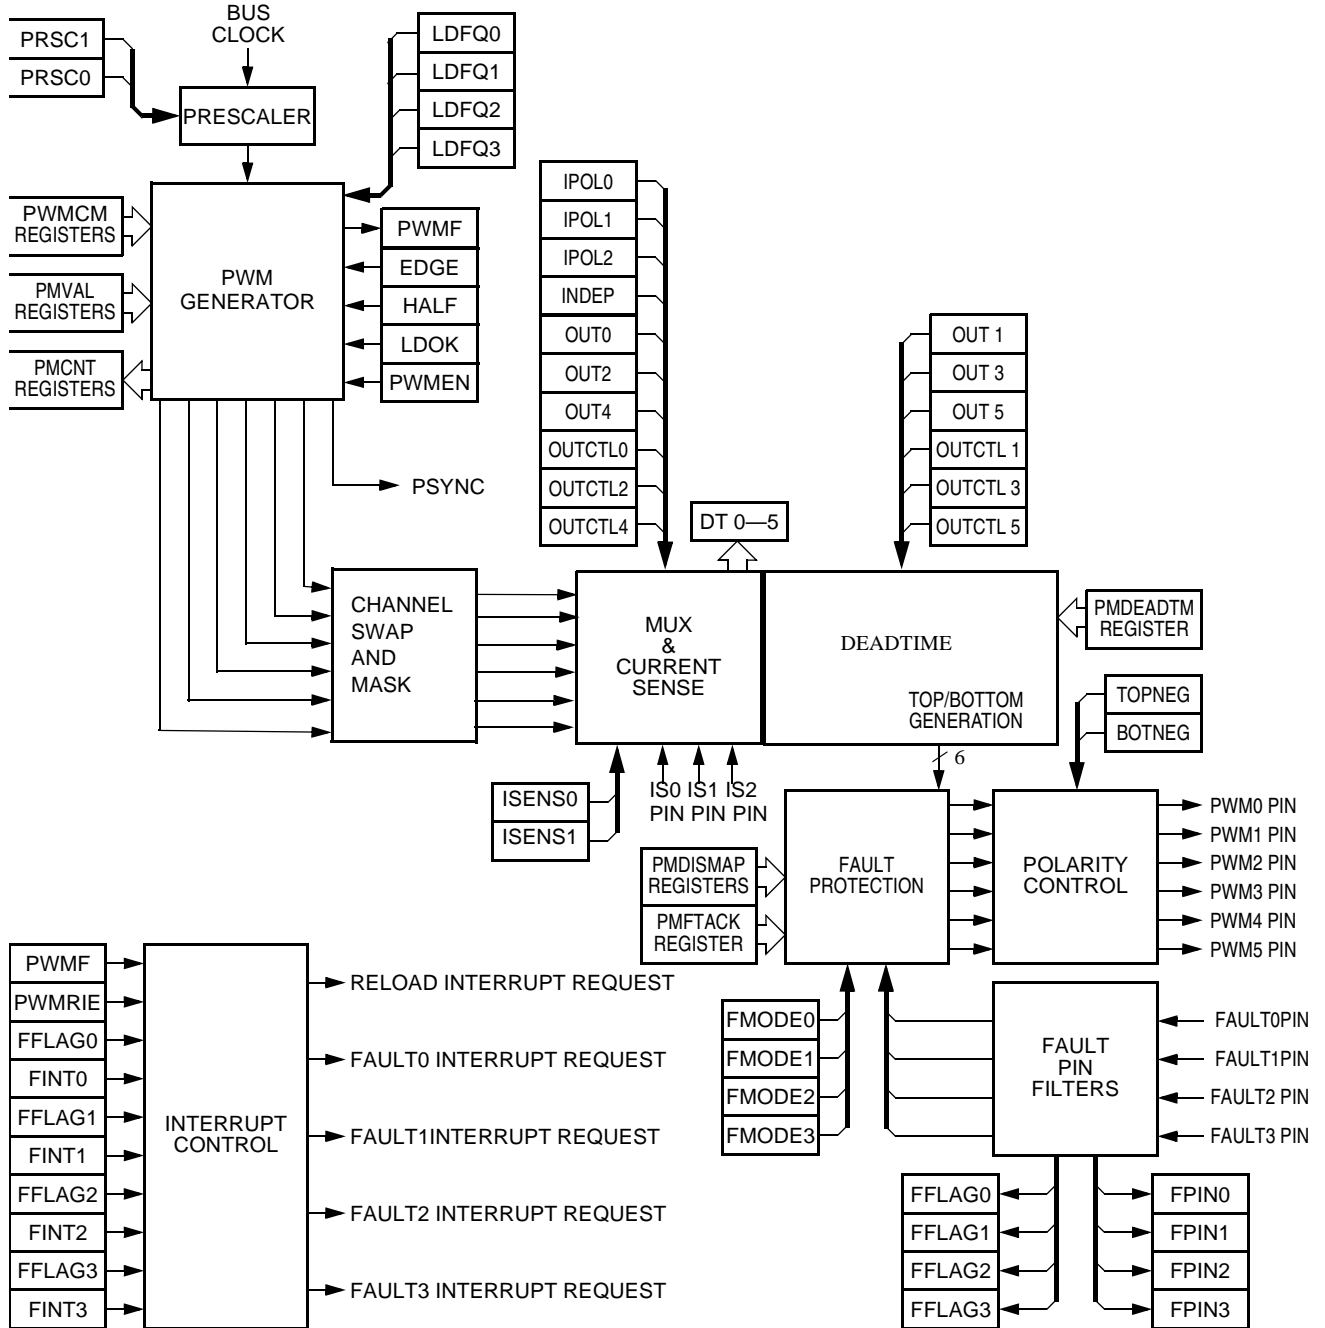 BUS
CLOCK
PRSC1
PRSC0
PRESCALER
LDFQ0
LDFQ1
LDFQ2
LDFQ3
PWMCM
REGISTERS
PMVAL
REGISTERS
PMCNT
REGISTERS
PWM
GENERATOR
PWMF
EDGE
HALF
LDOK
PWMEN
PSYNC
IPOL0
IPOL1
IPOL2
INDEP
OUT0
OUT2
OUT4
OUTCTL0
OUTCTL2
OUTCTL4
DT 0—5
OUT 1
OUT 3
OUT 5
OUTCTL 1
OUTCTL 3
OUTCTL 5
CHANNEL
SWAP
AND
MASK
MUX
&
CURRENT
SENSE
DEADTIME
TOP/BOTTOM
GENERATION
PMDEADTM
REGISTER
TOPNEG
BOTNEG
6
ISENS0
ISENS1
IS0 IS1 IS2
PIN PIN PIN
PMDISMAP
REGISTERS
PMFTACK
REGISTER
FAULT
PROTECTION
POLARITY
CONTROL
PWM0 PIN
PWM1 PIN
PWM2 PIN
PWM3 PIN
PWM4 PIN
PWM5 PIN
FMODE0
FMODE1
FMODE2
FMODE3
FAULT
PIN
FILTERS
FAULT0PIN
FAULT1PIN
FAULT2 PIN
FAULT3 PIN
FFLAG0
FFLAG1
FFLAG2
FFLAG3
FPIN0
FPIN1
FPIN2
FPIN3
PWMF
PWMRIE
FFLAG0
FINT0
FFLAG1
FINT1
FFLAG2
FINT2
FFLAG3
FINT3
INTERRUPT
CONTROL
RELOAD INTERRUPT REQUEST
FAULT0 INTERRUPT REQUEST
FAULT1INTERRUPT REQUEST
FAULT2 INTERRUPT REQUEST
FAULT3 INTERRUPT REQUEST